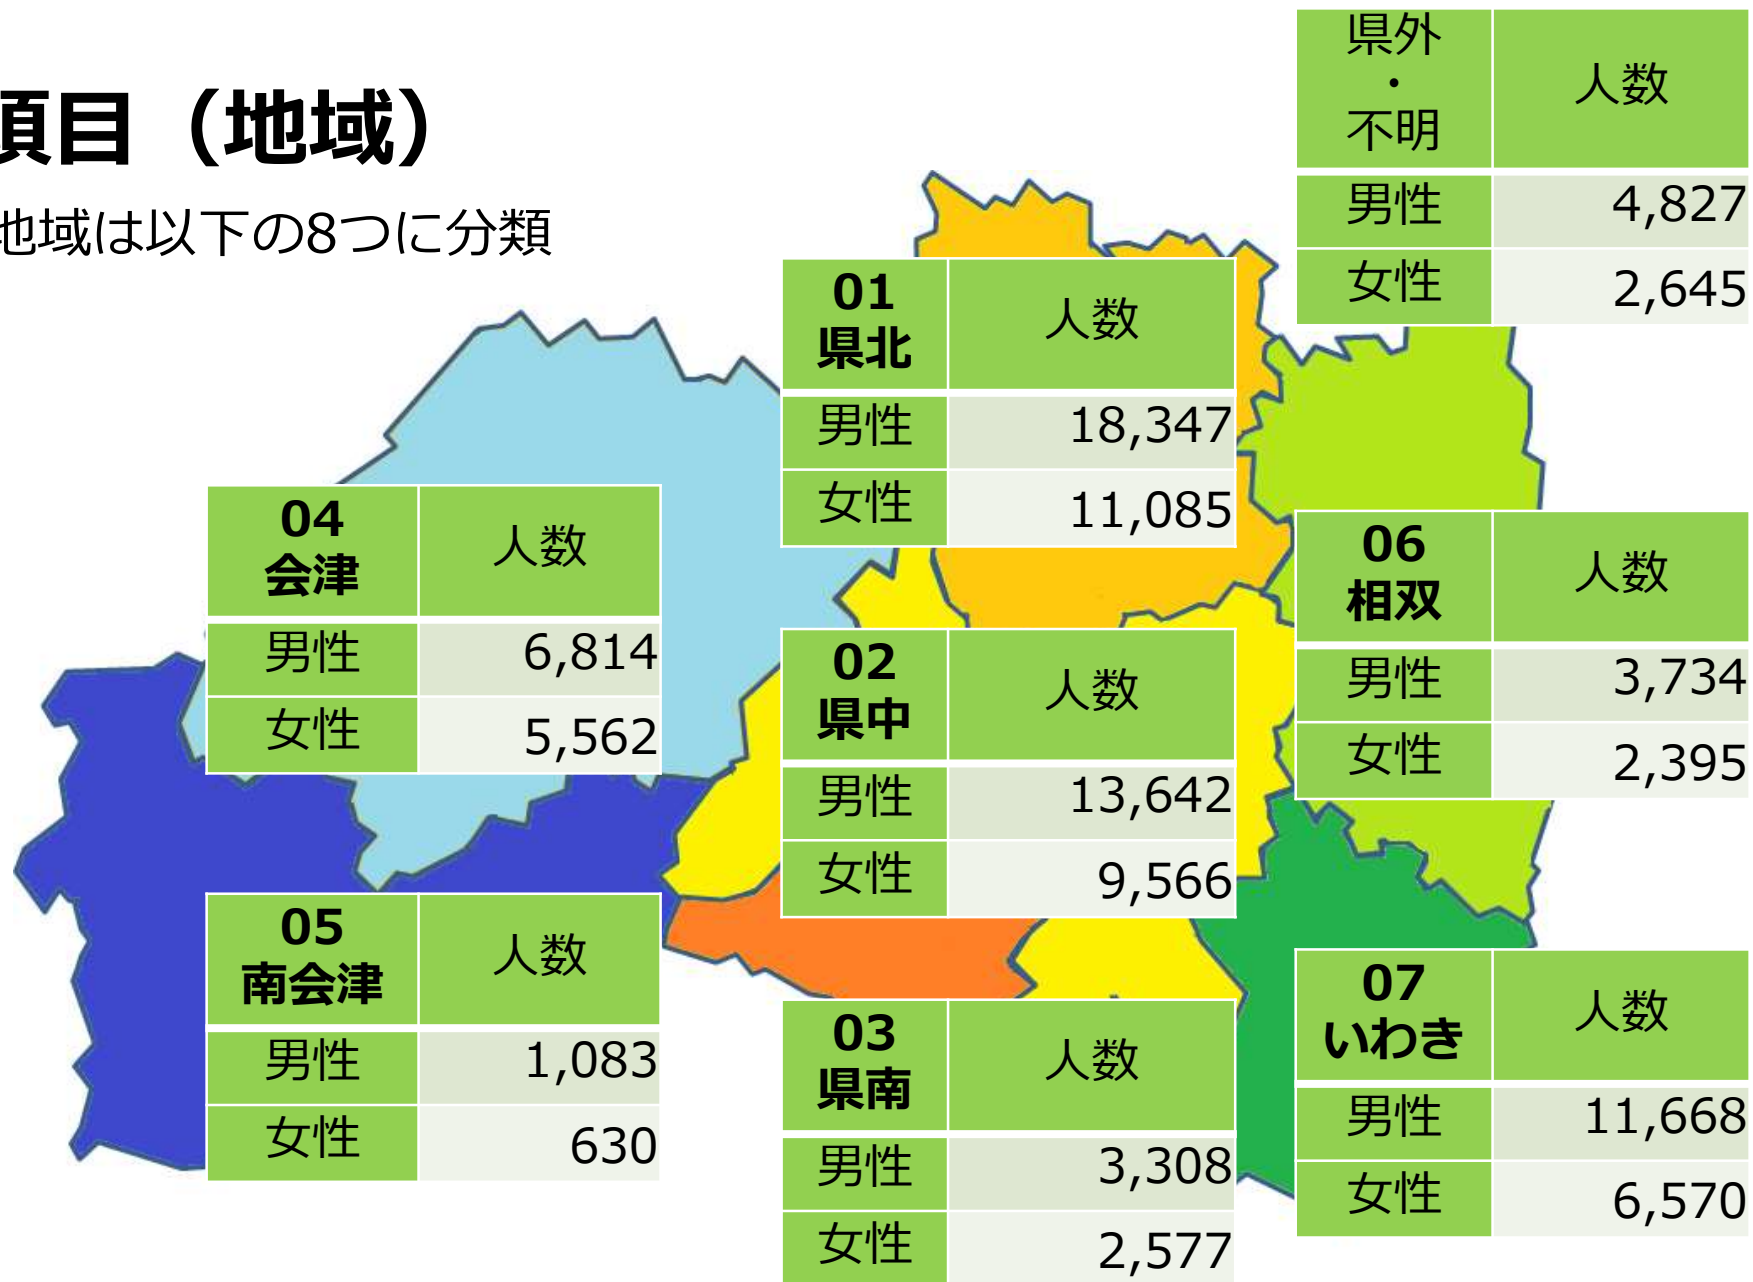 項目（地域）
地域は以下の8つに分類
県外
・
不明
人数
男性 4,827
女性 2,645
01
県北
人数
男性 18,347
女性 11,085
04
会津
人数
男性 6,814
女性 5,562
06
相双
人数
男性 3,734
女性 2,395
02
県中
人数
男性 13,642
女性 9,566
05
南会津
人数
男性 1,083
女性 630
03
県南
人数
男性 3,308
女性 2,577
07
いわき
人数
男性 11,668
女性 6,570